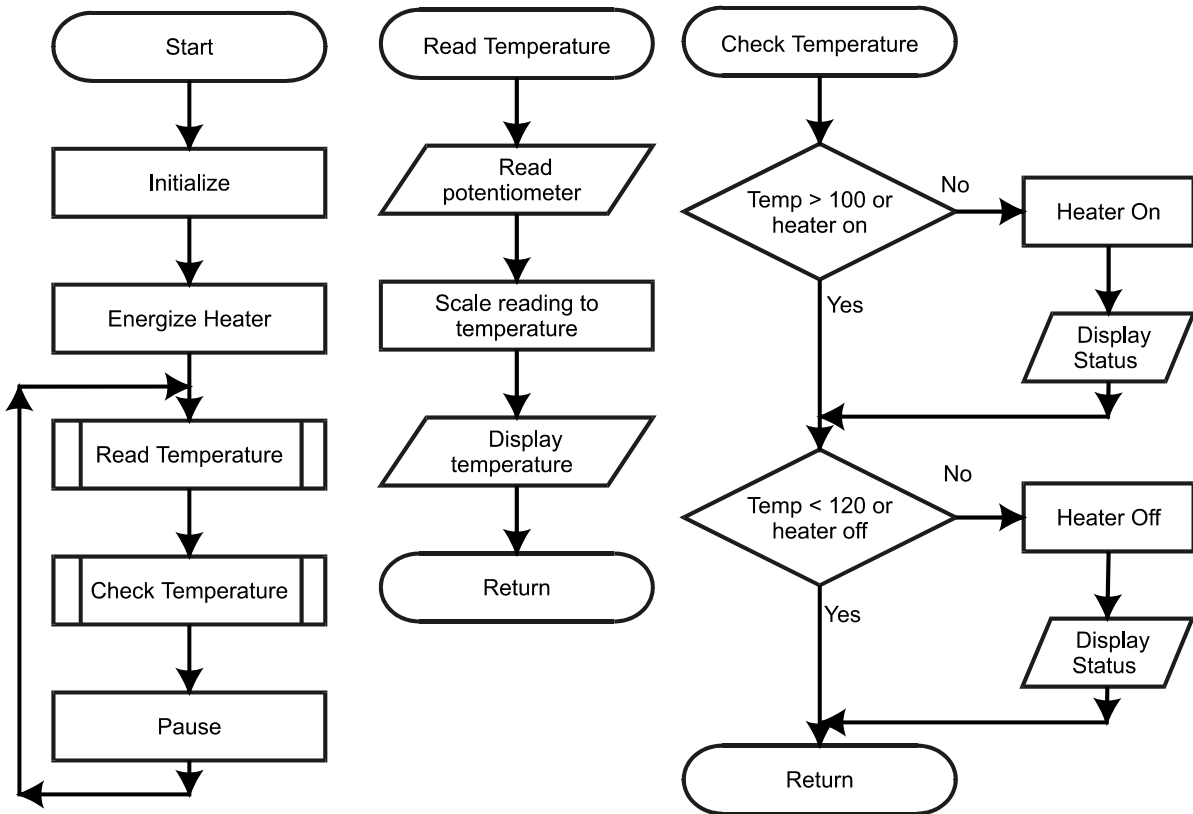 Start
Initialize
Energize Heater
Read Temperature
Check Temperature
Pause
Read Temperature
Read
potentiometer
Scale reading to
temperature
Display
temperature
Return
Check Temperature
Temp > 100 or
heater on
No
Heater On
Yes
Display
Status
Temp < 120 or
heater off
No
Heater Off
Yes
Display
Status
Return